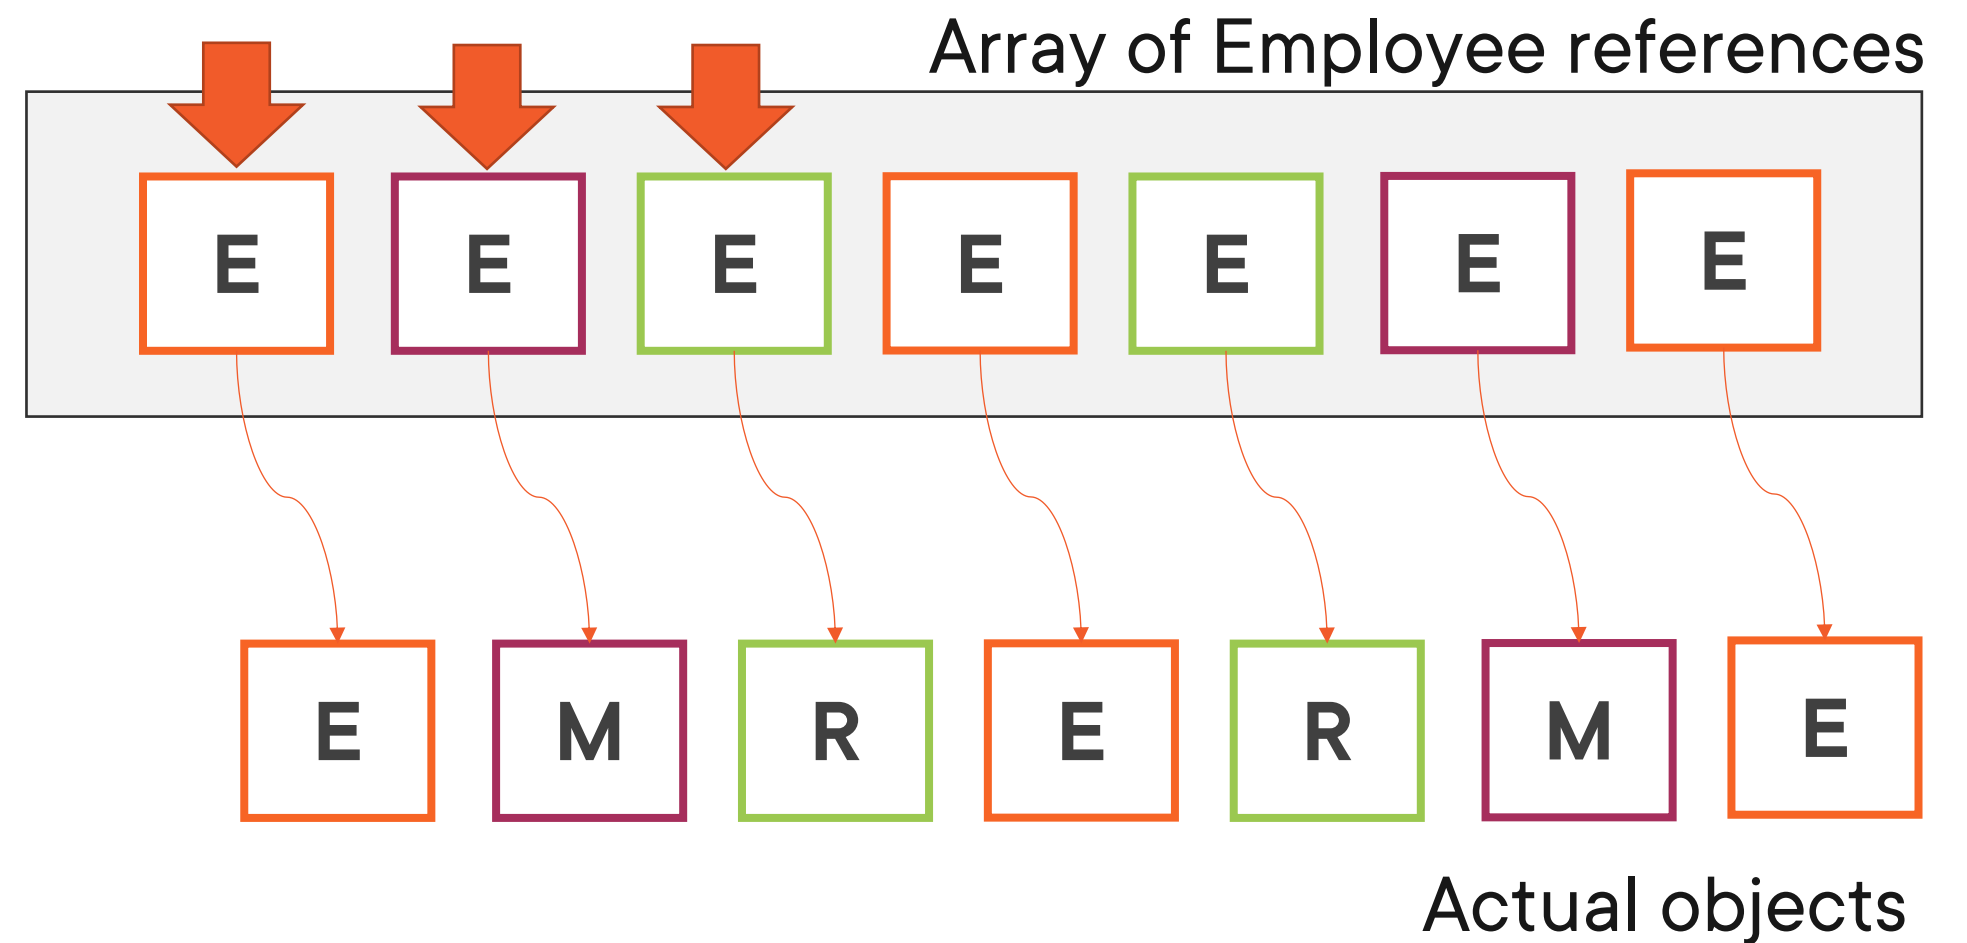 Array of Employee references
E E E E E E E
E M R E R M E
Actual objects